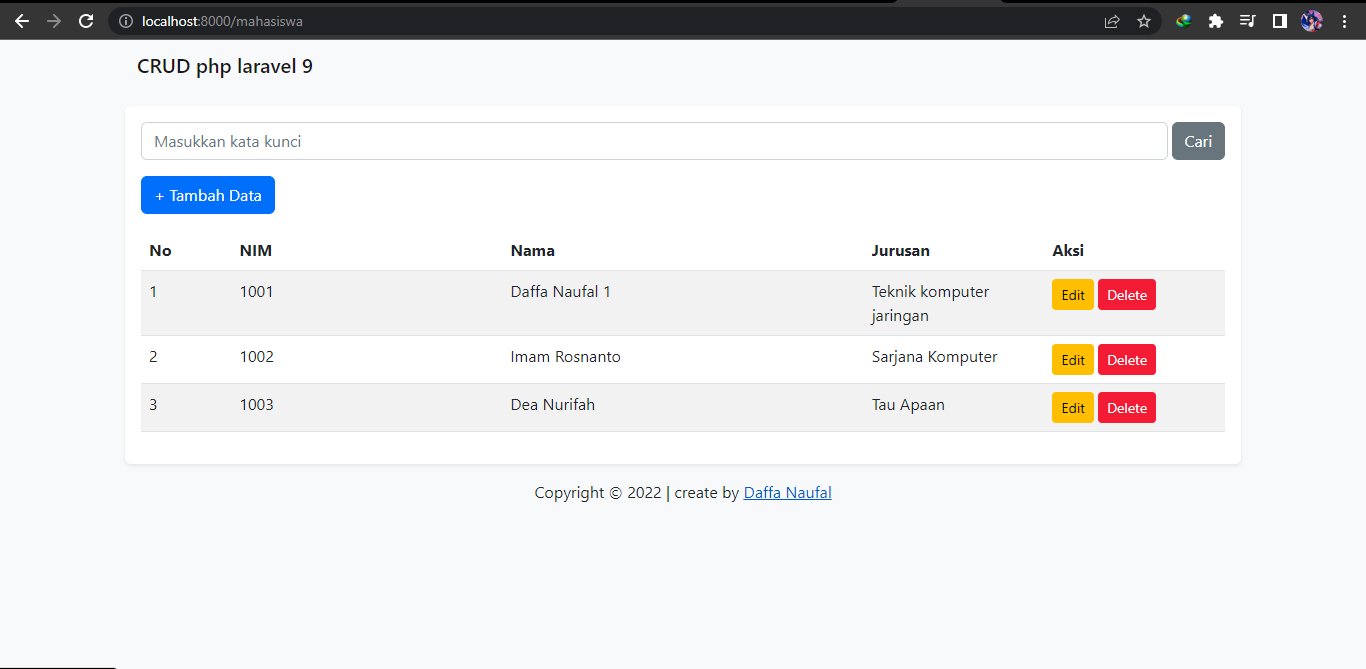 localhost:8000/mahasiswa
CRUD php laravel 9
Masukkan kata kunci Cari
+ Tambah Data
No NIM Nama Jurusan Aksi
1 1001 Daffa Naufal 1 Teknik komputer Edit Delete
jaringan
2 1002 Imam Rosnanto Sarjana Komputer Edit Delete
3 1003 Dea Nurifah Tau Apaan Edit Delete
Copyright © 2022 | create by Daffa Naufal